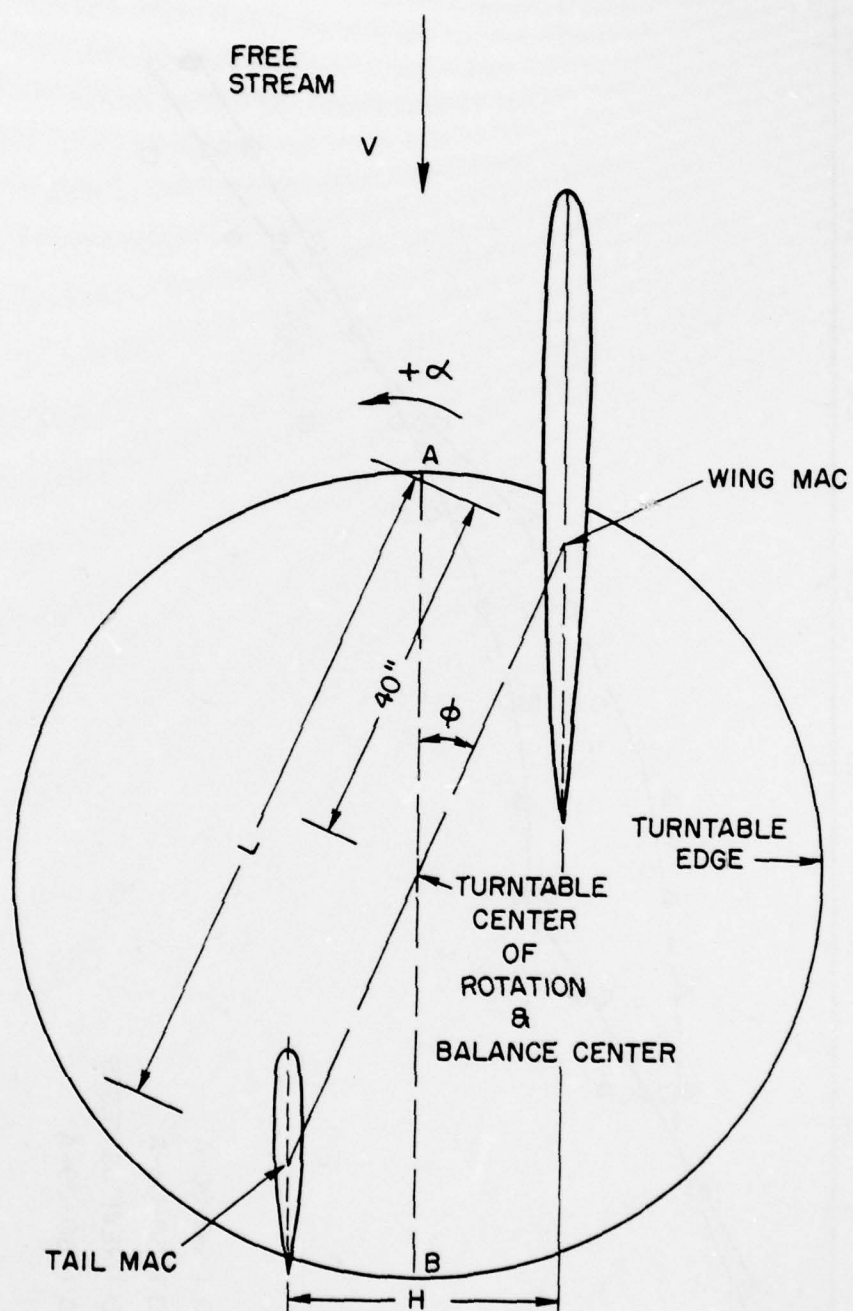 FREE
STREAM
V
+ α
A
WING MAC
40"
ϕ
L
TURNTABLE
EDGE
TURNTABLE
CENTER
OF
ROTATION
&
BALANCE CENTER
TAIL MAC
B
H